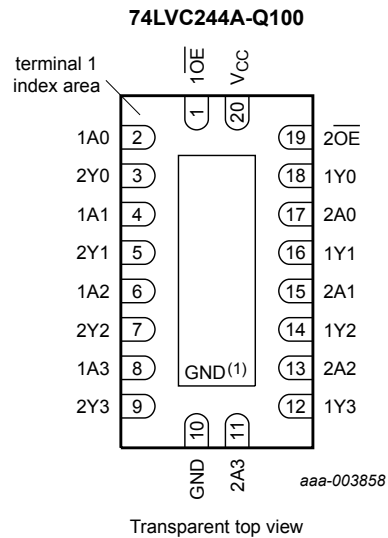 74LVC244A-Q100
terminal 1
index area
1O̅E̅
VCC
1
20
1A0 2
19 2O̅E̅
2Y0 3
18 1Y0
1A1 4
17 2A0
2Y1 5
16 1Y1
1A2 6
15 2A1
2Y2 7
14 1Y2
1A3 8
13 2A2
2Y3 9
12 1Y3
GND(1)
10
11
GND
2A3
aaa-003858
Transparent top view